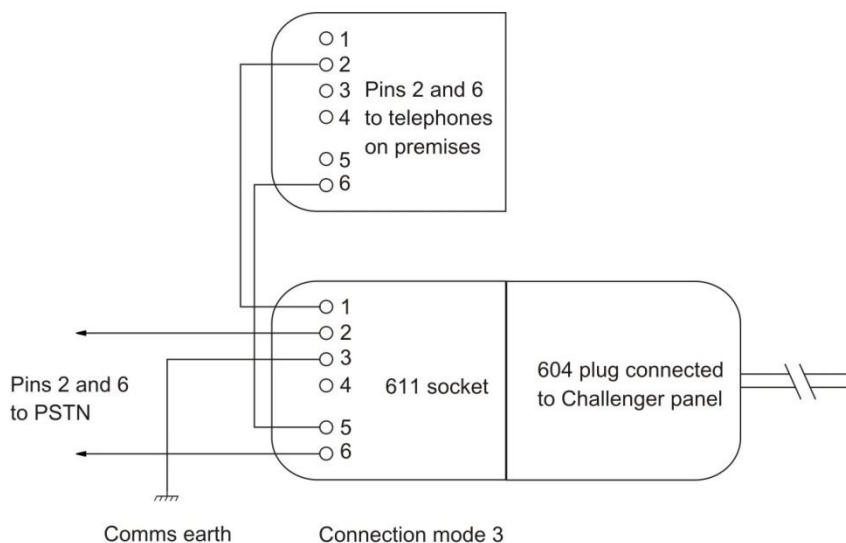 1
2
3
4
5
6
Pins 2 and 6
to telephones
on premises
1
2
3
4
5
6
611 socket
604 plug connected
to Challenger panel
Pins 2 and 6
to PSTN
Comms earth
Connection mode 3